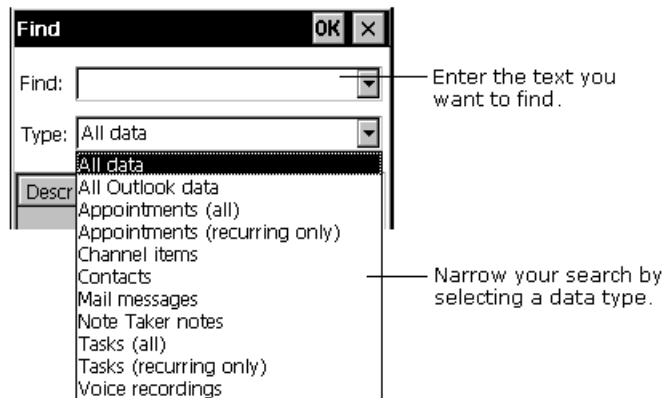 Find OK ×
Find:
Enter the text you
want to find.
Type: All data
All data
Descr
All Outlook data
Appointments (all)
Appointments (recurring only)
Channel items
Contacts
Narrow your search by
selecting a data type.
Mail messages
Note Taker notes
Tasks (all)
Tasks (recurring only)
Voice recordings